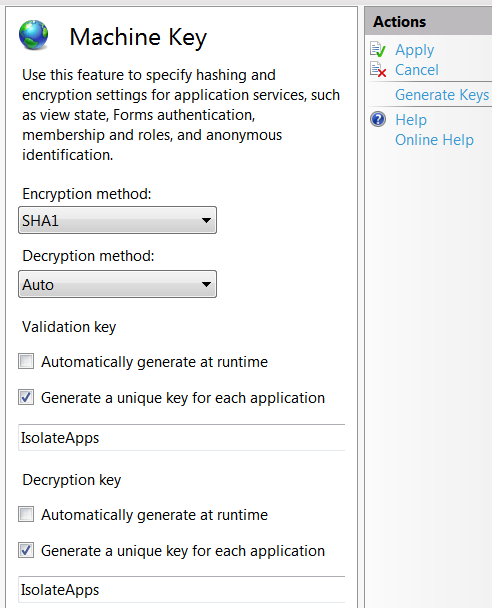 Machine Key
Use this feature to specify hashing and
encryption settings for application services, such
as view state, Forms authentication,
membership and roles, and anonymous
identification.
Encryption method:
SHA1
Decryption method:
Auto
Validation key
Automatically generate at runtime
Generate a unique key for each application
IsolateApps
Decryption key
Automatically generate at runtime
Generate a unique key for each application
IsolateApps
Actions
Apply
Cancel
Generate Keys
Help
Online Help